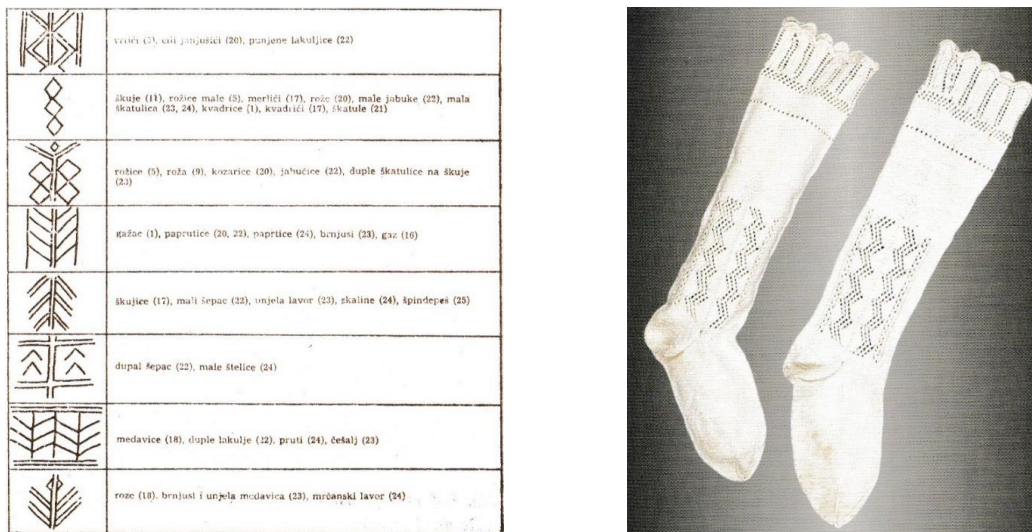 (20), punjene lakuljice (22)
škuje (11), rožice male (5), merlići (17), rože (20), male jabuke (22), mala
škatulica (23, 24), kvadrice (1), kvadrići (17), škatule (21)
rožice (5), roža (9), kozarice (20), jabučice (22), duple škatulice na škuje
(23)
gažac (1), paprutice (20, 22), paprtice (24), brnjusi (23), gaz (16)
škujice (17), mali šepac (22), unjela lavor (23), skaline (24), špindepeš (25)
dupal šepac (22), male štelice (24)
medavice (18), duple lakulje (22), pruti (24), češalj (23)
roze (18). brnjusi i unjela medavica (23), mrčanski lavor (24)